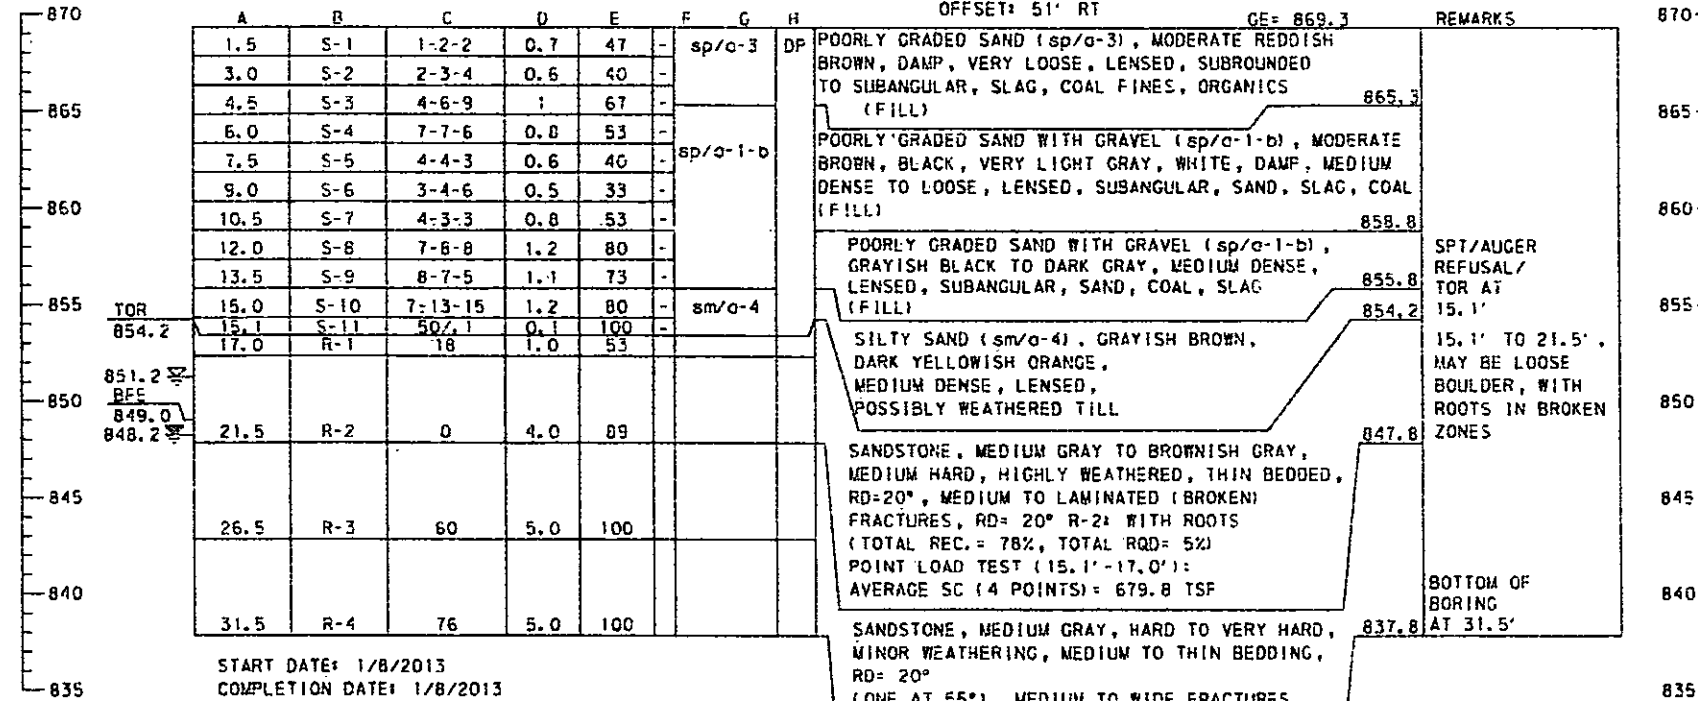 OFFSET: 51' RT
870 A B C D E F G H GE= 869.3 REMARKS 870
1.5 S-1 1-2-2 0.7 47 - sp/a-3 DP
3.0 S-2 2-3-4 0.6 40 -
4.5 S-3 4-6-9 1 67 -
6.0 S-4 7-7-6 0.8 53 -
7.5 S-5 4-4-3 0.6 40 - sp/a-1-b
9.0 S-6 3-4-6 0.5 33 -
10.5 S-7 4-3-3 0.8 53 -
12.0 S-8 7-8-8 1.2 80 -
13.5 S-9 8-7-5 1.1 73 -
15.0 S-10 7-13-15 1.2 80 - sm/a-4
15.1 S-11 50/.1 0.1 100
17.0 R-1 18 1.0 53
21.5 R-2 0 4.0 89
26.5 R-3 60 5.0 100
31.5 R-4 76 5.0 100
POORLY GRADED SAND (sp/a-3), MODERATE REDDISH
BROWN, DAMP, VERY LOOSE, LENSED, SUBROUNDED
TO SUBANGULAR, SLAG, COAL FINES, ORGANICS
(FILL)
865.3
POORLY GRADED SAND WITH GRAVEL (sp/a-1-b), MODERATE
BROWN, BLACK, VERY LIGHT GRAY, WHITE, DAMP, MEDIUM
DENSE TO LOOSE, LENSED, SUBANGULAR, SAND, SLAG, COAL
(FILL)
858.8
POORLY GRADED SAND WITH GRAVEL (sp/a-1-b),
GRAYISH BLACK TO DARK GRAY, MEDIUM DENSE,
LENSED, SUBANGULAR, SAND, COAL, SLAG
(FILL)
855.8
854.2
SILTY SAND (sm/a-4), GRAYISH BROWN,
DARK YELLOWISH ORANGE,
MEDIUM DENSE, LENSED,
POSSIBLY WEATHERED TILL
847.8
SANDSTONE, MEDIUM GRAY TO BROWNISH GRAY,
MEDIUM HARD, HIGHLY WEATHERED, THIN BEDDED,
RD=20°, MEDIUM TO LAMINATED (BROKEN)
FRACTURES, RD= 20° R-2: WITH ROOTS
(TOTAL REC.= 78%, TOTAL RQD= 5%)
POINT LOAD TEST (15.1'-17.0'):
AVERAGE SC (4 POINTS)= 679.8 TSF
837.8
SANDSTONE, MEDIUM GRAY, HARD TO VERY HARD,
MINOR WEATHERING, MEDIUM TO THIN BEDDING,
RD= 20°
(ONE AT 55°), MEDIUM TO WIDE FRACTURES
SPT/AUGER
REFUSAL/
TOR AT
15.1'
15.1' TO 21.5',
MAY BE LOOSE
BOULDER, WITH
ROOTS IN BROKEN
ZONES
BOTTOM OF
BORING
AT 31.5'
865
860
855
850
845
840
835
TOR
854.2
851.2
BFE
849.0
848.2
865
860
855
850
845
840
835
START DATE: 1/8/2013
COMPLETION DATE: 1/8/2013